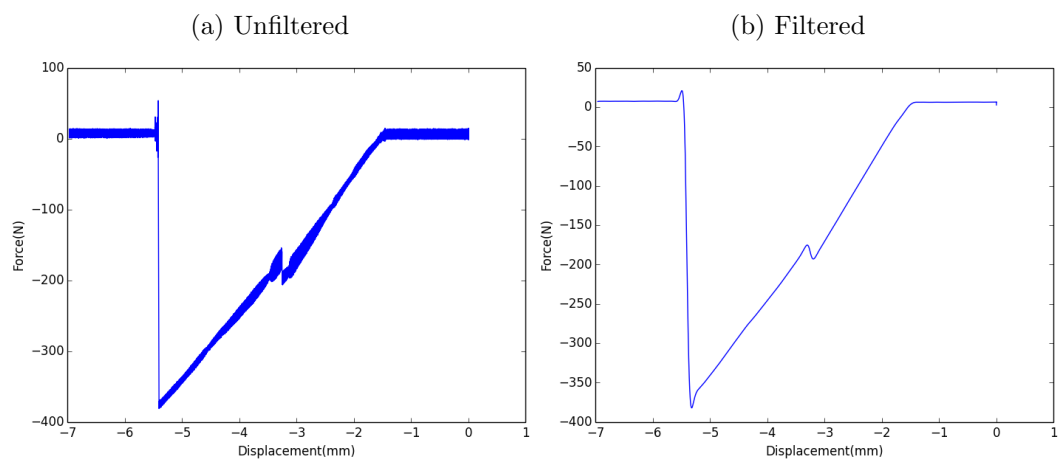 (a) Unfiltered
100
0
−100
−200
−300
−400
Force(N)
−7 −6 −5 −4 −3 −2 −1 0 1
Displacement(mm)
(b) Filtered
50
0
−50
−100
−150
−200
−250
−300
−350
−400
Force(N)
−7 −6 −5 −4 −3 −2 −1 0 1
Displacement(mm)